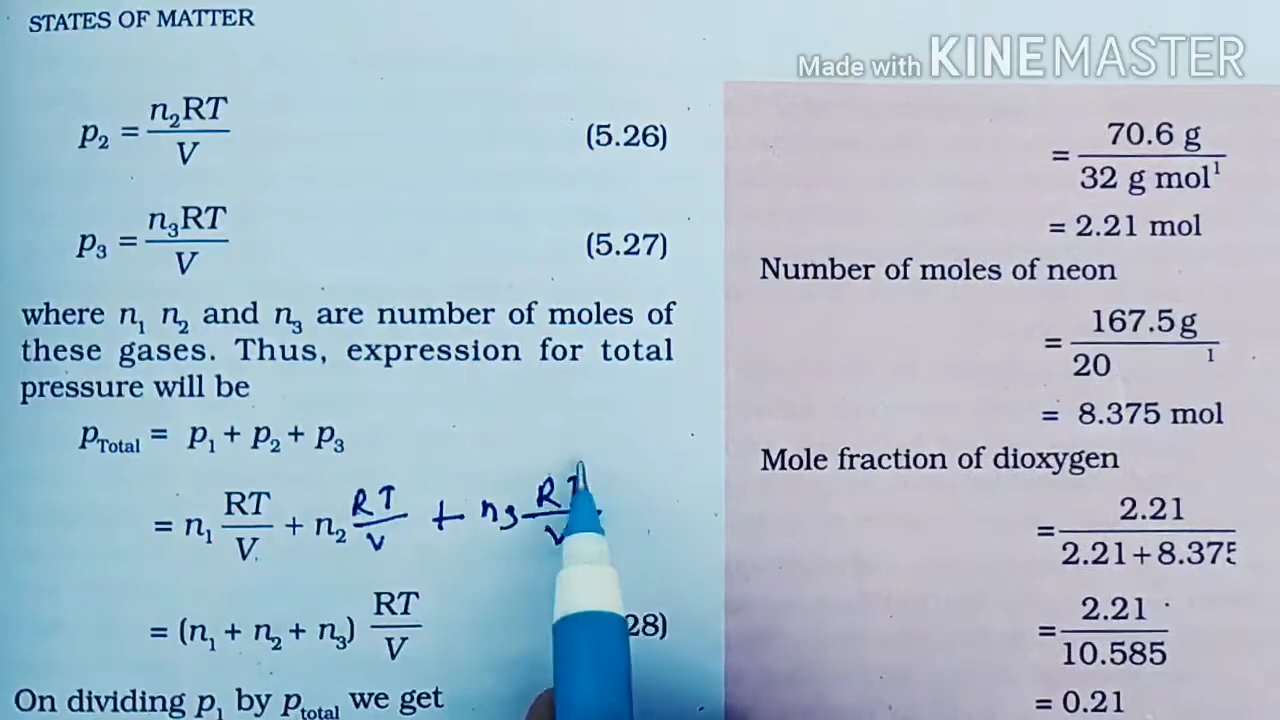 STATES OF MATTER
Made with KINEMASTER
p₂ = n₂RT / V (5.26)
p₃ = n₃RT / V (5.27)
where n₁ n₂ and n₃ are number of moles of
these gases. Thus, expression for total
pressure will be
p_Total = p₁ + p₂ + p₃
= n₁ RT / V + n₂ RT / V + n₃ RT / V
= (n₁ + n₂ + n₃) RT / V 28)
On dividing p₁ by p_total we get
= 70.6 g / 32 g mol¹
= 2.21 mol
Number of moles of neon
= 167.5 g / 20 ¹
= 8.375 mol
Mole fraction of dioxygen
= 2.21 / 2.21+8.375
= 2.21 / 10.585
= 0.21